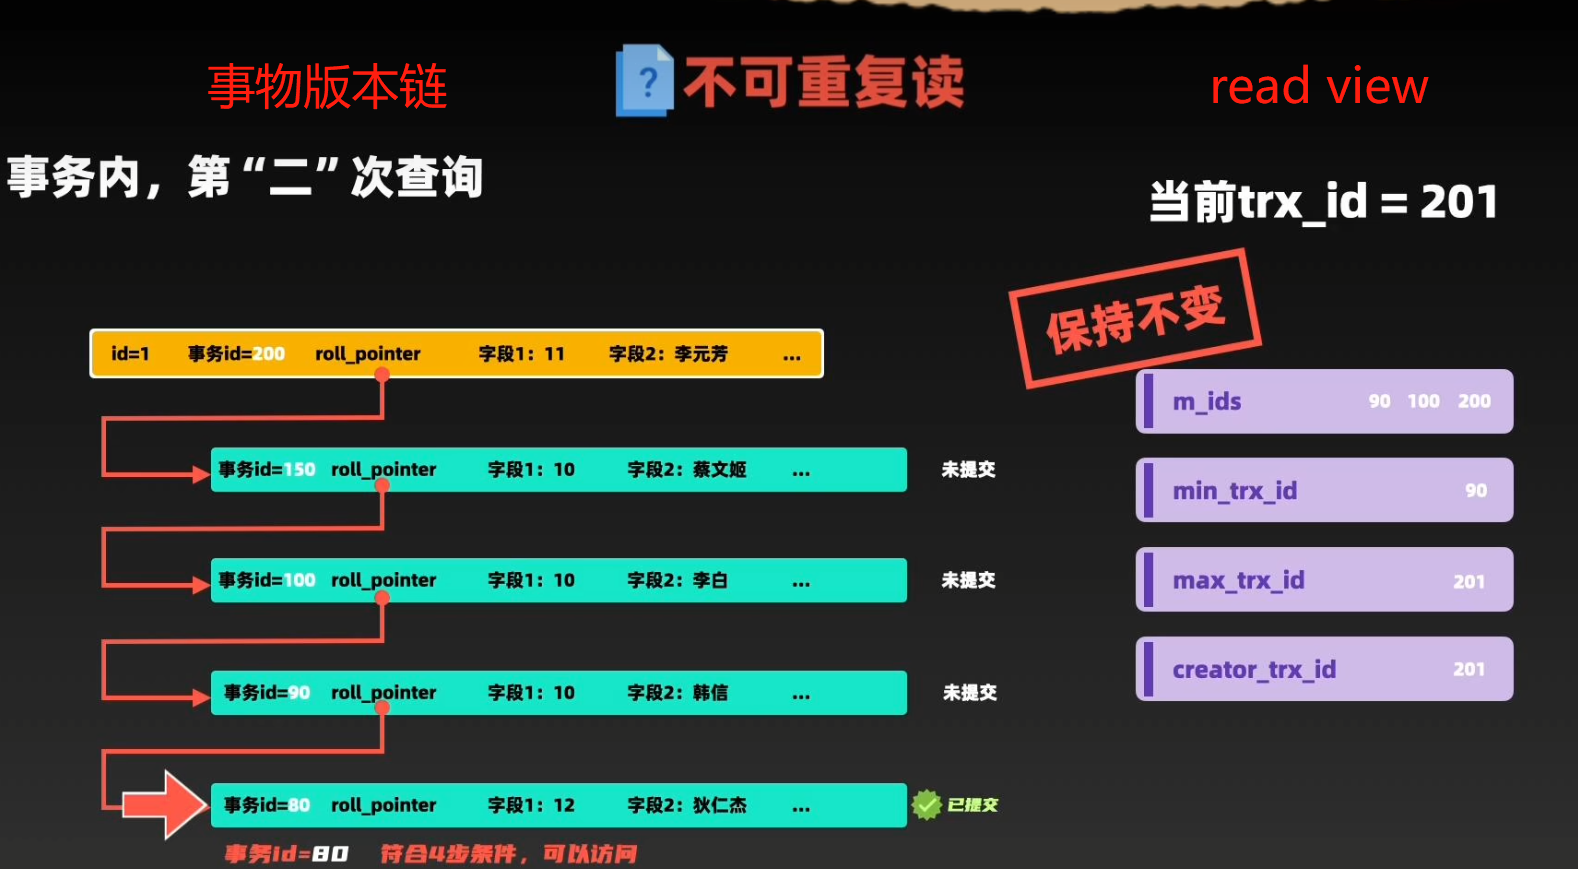 事物版本链
?
不可重复读
read view
事务内，第“二”次查询
当前trx_id = 201
保持不变
id=1 事务id=200 roll_pointer 字段1：11 字段2：李元芳 ...
事务id=150 roll_pointer 字段1：10 字段2：蔡文姬 ... 未提交
事务id=100 roll_pointer 字段1：10 字段2：李白 ... 未提交
事务id=90 roll_pointer 字段1：10 字段2：韩信 ... 未提交
事务id=80 roll_pointer 字段1：12 字段2：狄仁杰 ... 已提交
事务id=80 符合4步条件，可以访问
m_ids 90 100 200
min_trx_id 90
max_trx_id 201
creator_trx_id 201